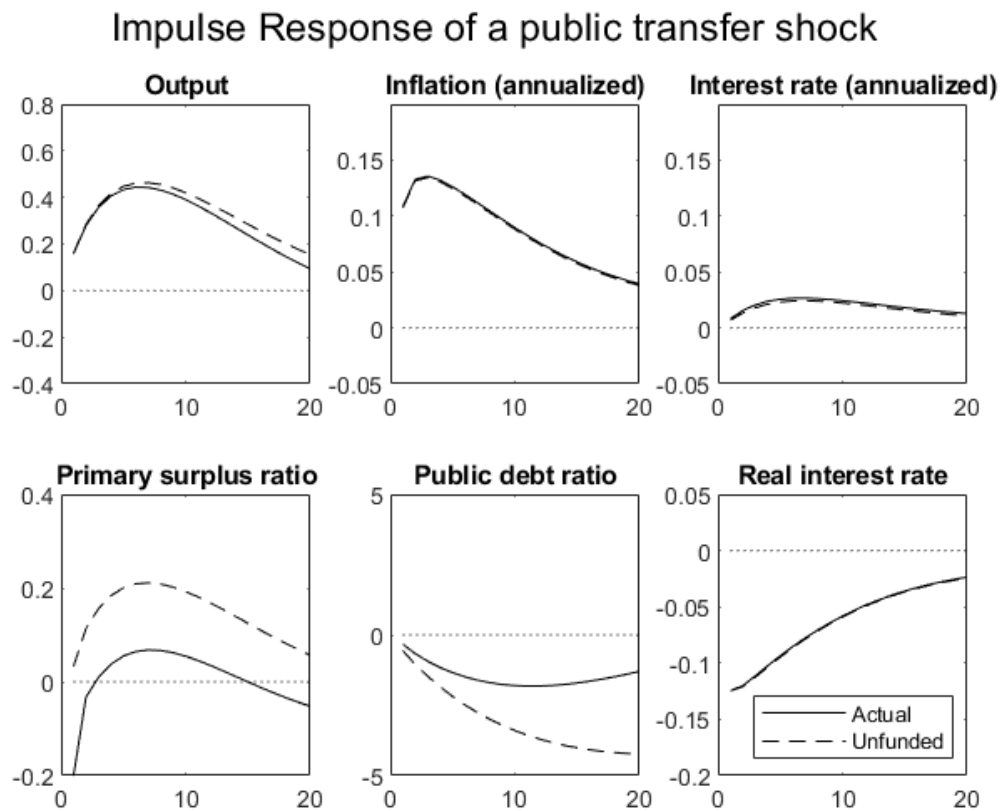 Impulse Response of a public transfer shock
Output
0.8
0.6
0.4
0.2
0
-0.2
-0.4
0 10 20
Inflation (annualized)
0.15
0.1
0.05
0
-0.05
0 10 20
Interest rate (annualized)
0.15
0.1
0.05
0
-0.05
0 10 20
Primary surplus ratio
0.4
0.2
0
-0.2
0 10 20
Public debt ratio
5
0
-5
0 10 20
Real interest rate
0.05
0
-0.05
-0.1
-0.15
-0.2
0 10 20
Actual
Unfunded